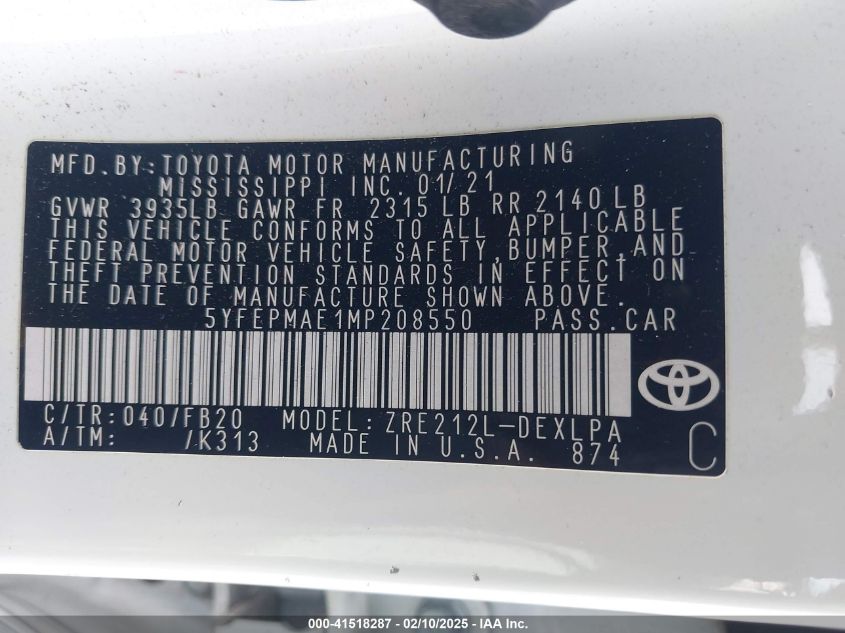 MFD.BY:TOYOTA MOTOR MANUFACTURING
MISSISSIPPI INC. 01/21
GVWR 3935LB GAWR FR 2315 LB RR 2140 LB
THIS VEHICLE CONFORMS TO ALL APPLICABLE
FEDERAL MOTOR VEHICLE SAFETY,BUMPER,AND
THEFT PREVENTION STANDARDS IN EFFECT ON
THE DATE OF MANUFACTURE SHOWN ABOVE.
5YFEPMAE1MP208550 PASS.CAR
C/TR:040/FB20 MODEL:ZRE212L-DEXLPA
A/TM: /K313 MADE IN U.S.A. 874
C
000-41518287 - 02/10/2025 - IAA Inc.